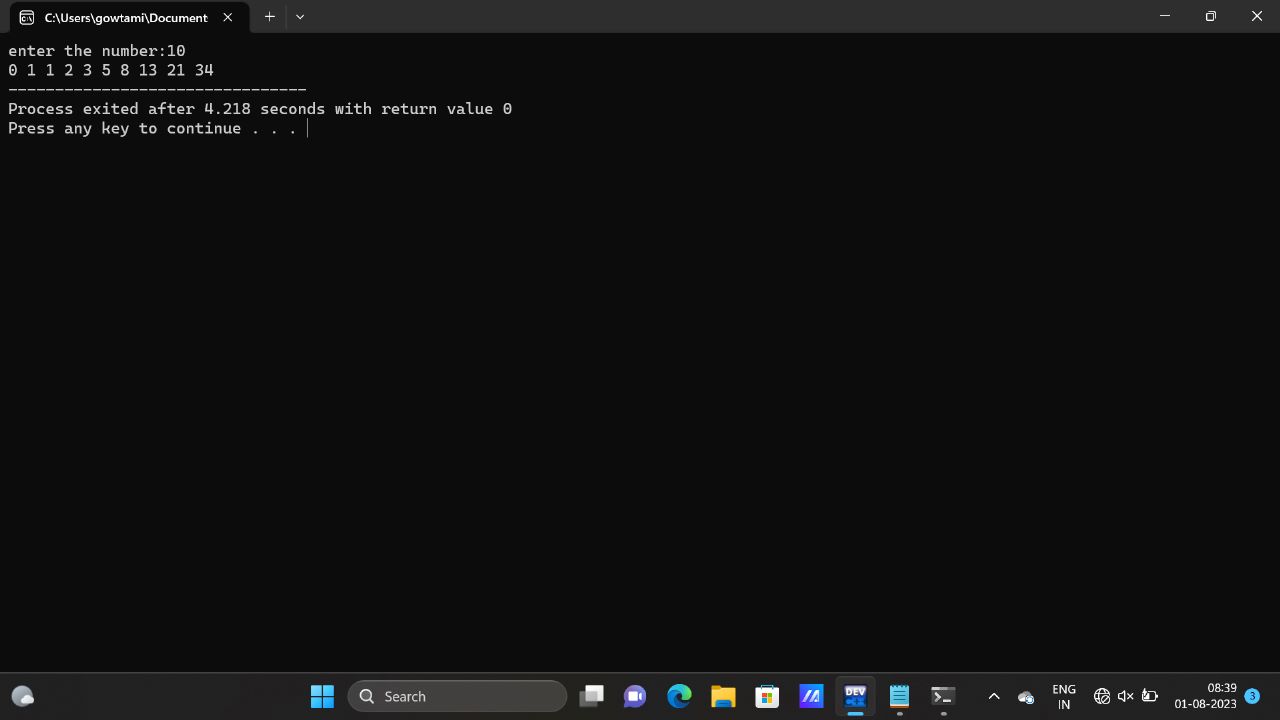 C:\Users\gowtami\Document
enter the number:10
0 1 1 2 3 5 8 13 21 34
--------------------------------
Process exited after 4.218 seconds with return value 0
Press any key to continue . . .
Search
DEV
C++
ENG
IN
08:39
01-08-2023
3